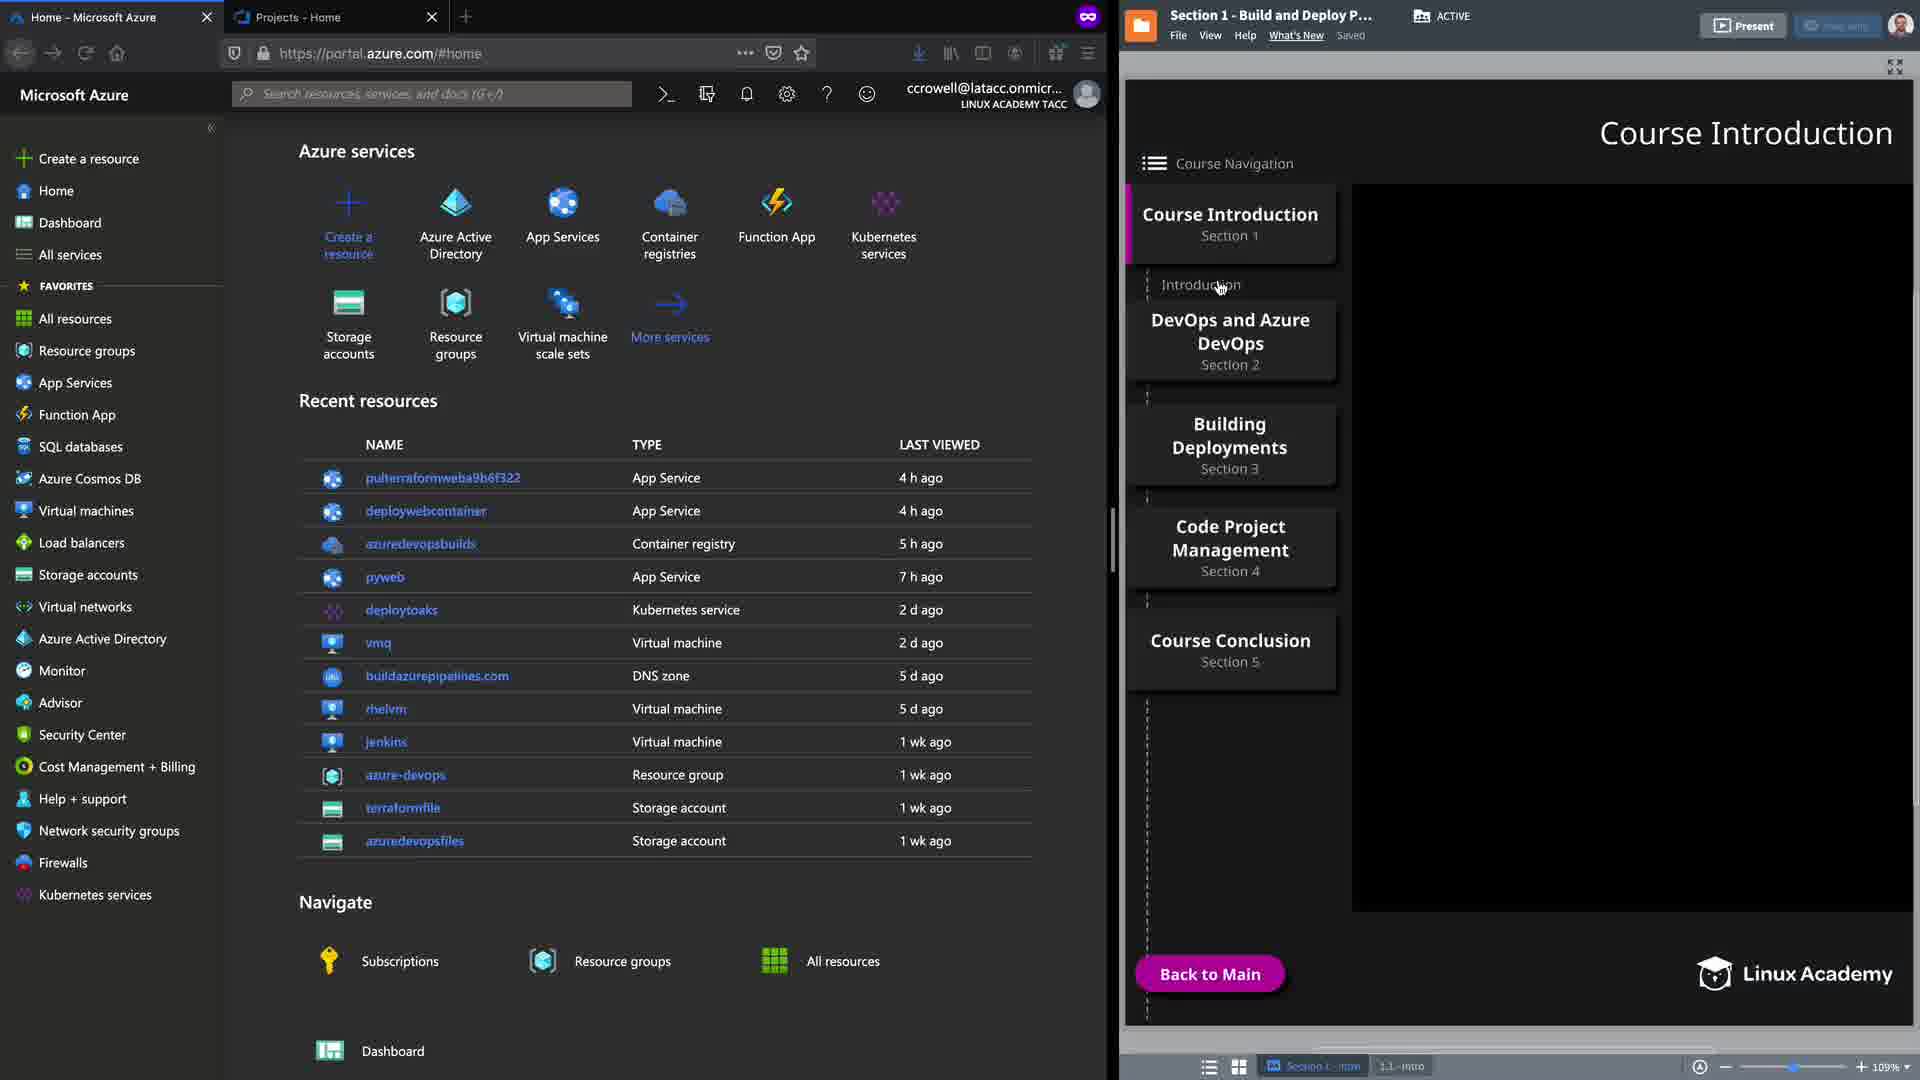 Home - Microsoft Azure
Projects - Home
https://portal.azure.com/#home
Microsoft Azure
Search resources, services, and docs (G+/)
ccrowell@latacc.onmicr...
LINUX ACADEMY TACC
Create a resource
Home
Dashboard
All services
FAVORITES
All resources
Resource groups
App Services
Function App
SQL databases
Azure Cosmos DB
Virtual machines
Load balancers
Storage accounts
Virtual networks
Azure Active Directory
Monitor
Advisor
Security Center
Cost Management + Billing
Help + support
Network security groups
Firewalls
Kubernetes services
Azure services
Create a
resource
Azure Active
Directory
App Services
Container
registries
Function App
Kubernetes
services
Storage
accounts
Resource
groups
Virtual machine
scale sets
More services
Recent resources
NAME TYPE LAST VIEWED
pulterraformweba9b6f322 App Service 4 h ago
deploywebcontainer App Service 4 h ago
azuredevopsbuilds Container registry 5 h ago
pyweb App Service 7 h ago
deploytoaks Kubernetes service 2 d ago
vmq Virtual machine 2 d ago
buildazurepipelines.com DNS zone 5 d ago
rhelvm Virtual machine 5 d ago
jenkins Virtual machine 1 wk ago
azure-devops Resource group 1 wk ago
terraformfile Storage account 1 wk ago
azuredevopsfiles Storage account 1 wk ago
Navigate
Subscriptions
Resource groups
All resources
Dashboard
Section 1 - Build and Deploy P...
ACTIVE
File View Help What's New Saved
Present
Course Introduction
Course Navigation
Course Introduction
Section 1
Introduction
DevOps and Azure
DevOps
Section 2
Building
Deployments
Section 3
Code Project
Management
Section 4
Course Conclusion
Section 5
Back to Main
Linux Academy
Section 1 - Intro
1.1 - Intro
109%